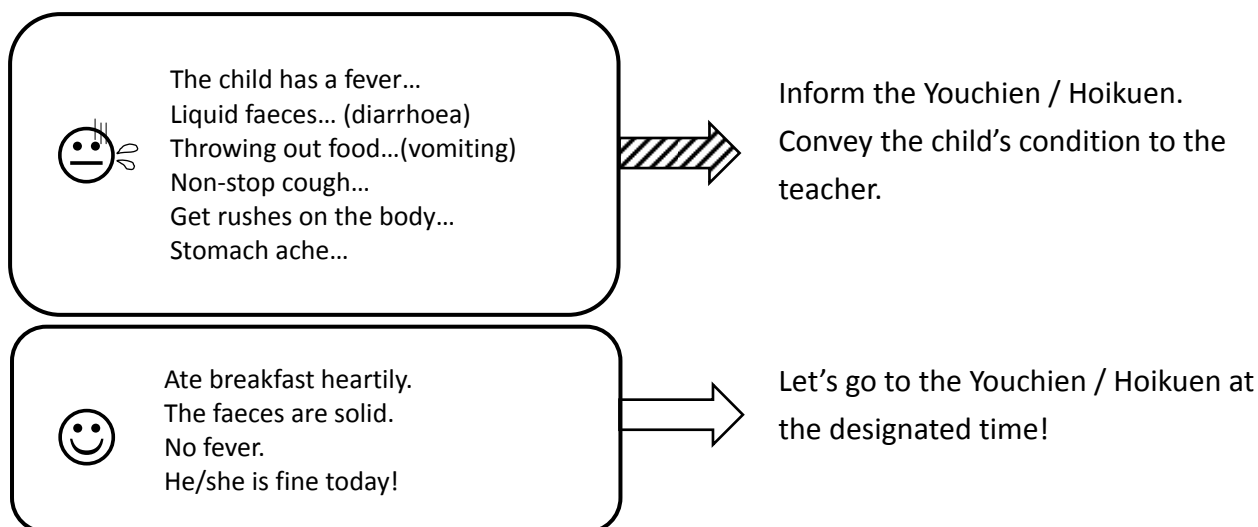 The child has a fever…
Liquid faeces… (diarrhoea)
Throwing out food…(vomiting)
Non-stop cough…
Get rushes on the body…
Stomach ache…
Inform the Youchien / Hoikuen.
Convey the child’s condition to the
teacher.
Ate breakfast heartily.
The faeces are solid.
No fever.
He/she is fine today!
Let’s go to the Youchien / Hoikuen at
the designated time!